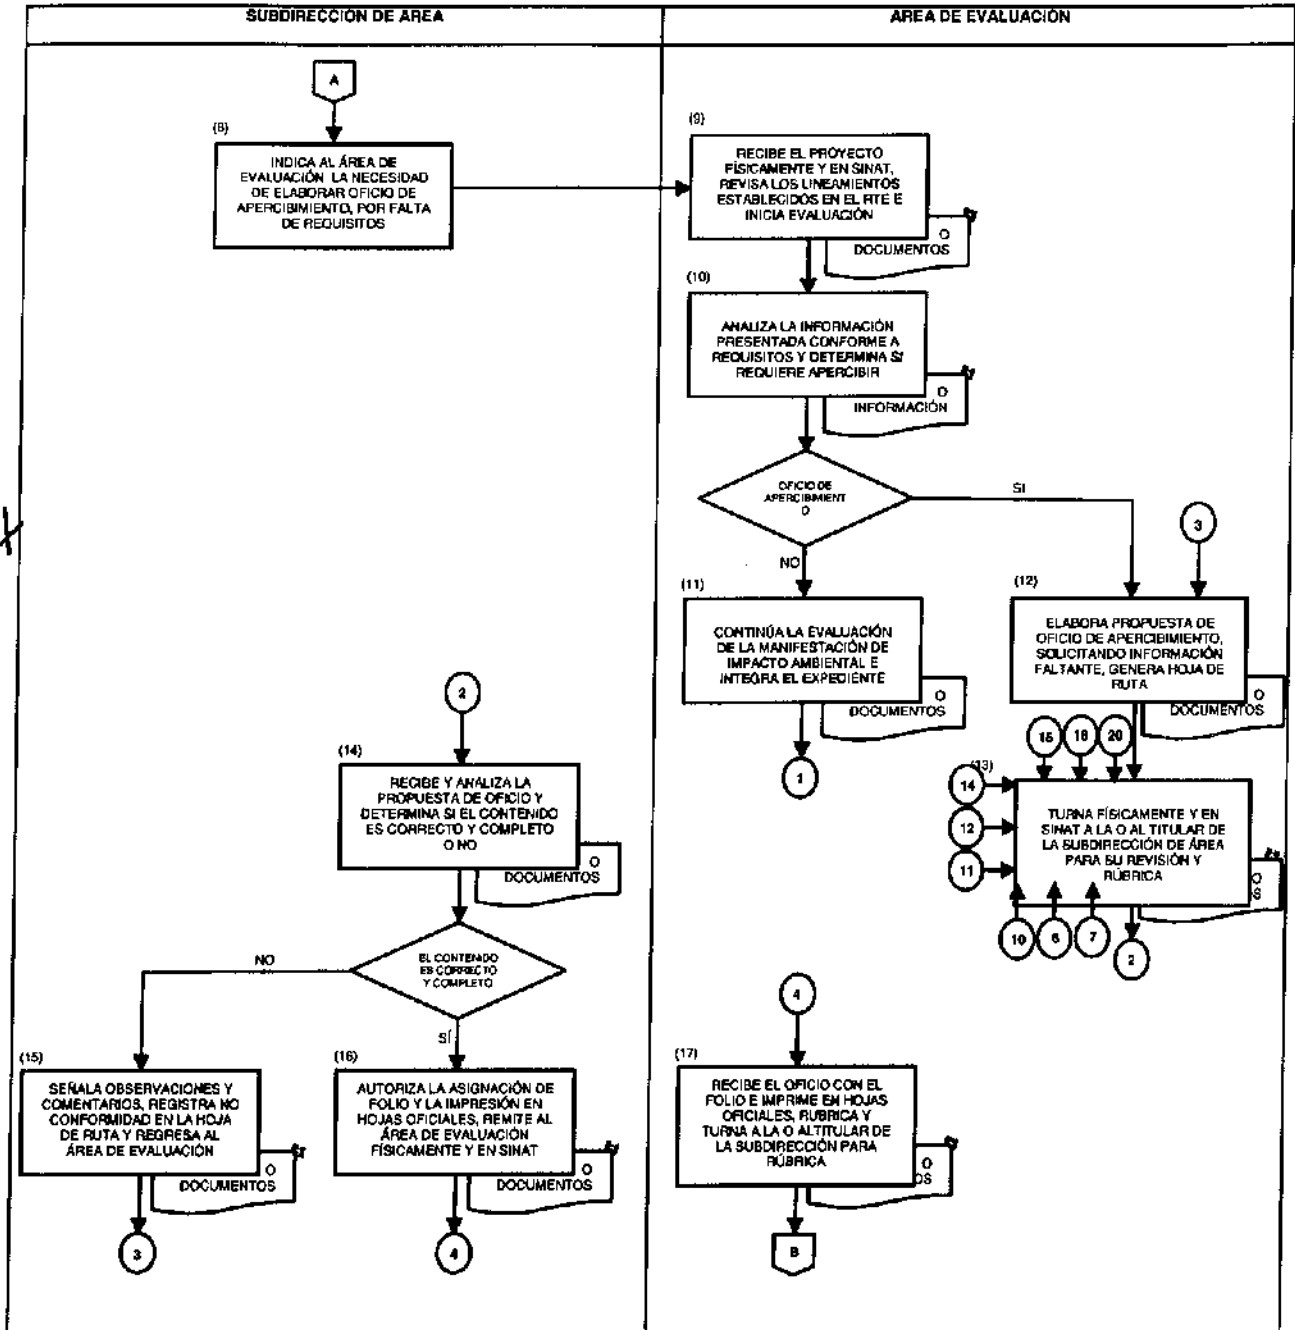 SUBDIRECCIÓN DE ÁREA
AREA DE EVALUACIÓN
A
(8)
INDICA AL ÁREA DE
EVALUACIÓN LA NECESIDAD
DE ELABORAR OFICIO DE
APERCIBIMIENTO, POR FALTA
DE REQUISITOS
(9)
RECIBE EL PROYECTO
FÍSICAMENTE Y EN SINAT,
REVISA LOS LINEAMIENTOS
ESTABLECIDOS EN EL RTE E
INICIA EVALUACIÓN
O
DOCUMENTOS
(10)
ANALIZA LA INFORMACIÓN
PRESENTADA CONFORME A
REQUISITOS Y DETERMINA SI
REQUIERE APERCIBIR
O
INFORMACIÓN
OFICIO DE
APERCIBIMIENT
O
SI
NO
3
(11)
CONTINÚA LA EVALUACIÓN
DE LA MANIFESTACIÓN DE
IMPACTO AMBIENTAL E
INTEGRA EL EXPEDIENTE
O
DOCUMENTOS
1
(12)
ELABORA PROPUESTA DE
OFICIO DE APERCIBIMIENTO,
SOLICITANDO INFORMACIÓN
FALTANTE, GENERA HOJA DE
RUTA
O
DOCUMENTOS
15
18
20
(13)
14
12
11
TURNA FÍSICAMENTE Y EN
SINAT A LA O AL TITULAR DE
LA SUBDIRECCIÓN DE ÁREA
PARA SU REVISIÓN Y
RÚBRICA
O
S
10
6
7
2
2
(14)
RECIBE Y ANALIZA LA
PROPUESTA DE OFICIO Y
DETERMINA SI EL CONTENIDO
ES CORRECTO Y COMPLETO
O NO
O
DOCUMENTOS
EL CONTENIDO
ES CORRECTO
Y COMPLETO
NO
SÍ
(15)
SEÑALA OBSERVACIONES Y
COMENTARIOS, REGISTRA NO
CONFORMIDAD EN LA HOJA
DE RUTA Y REGRESA AL
ÁREA DE EVALUACIÓN
O
DOCUMENTOS
3
(16)
AUTORIZA LA ASIGNACIÓN DE
FOLIO Y LA IMPRESIÓN EN
HOJAS OFICIALES, REMITE AL
ÁREA DE EVALUACIÓN
FÍSICAMENTE Y EN SINAT
O
DOCUMENTOS
4
4
(17)
RECIBE EL OFICIO CON EL
FOLIO E IMPRIME EN HOJAS
OFICIALES, RUBRICA Y
TURNA A LA O AL TITULAR DE
LA SUBDIRECCIÓN PARA
RÚBRICA
O
OS
B